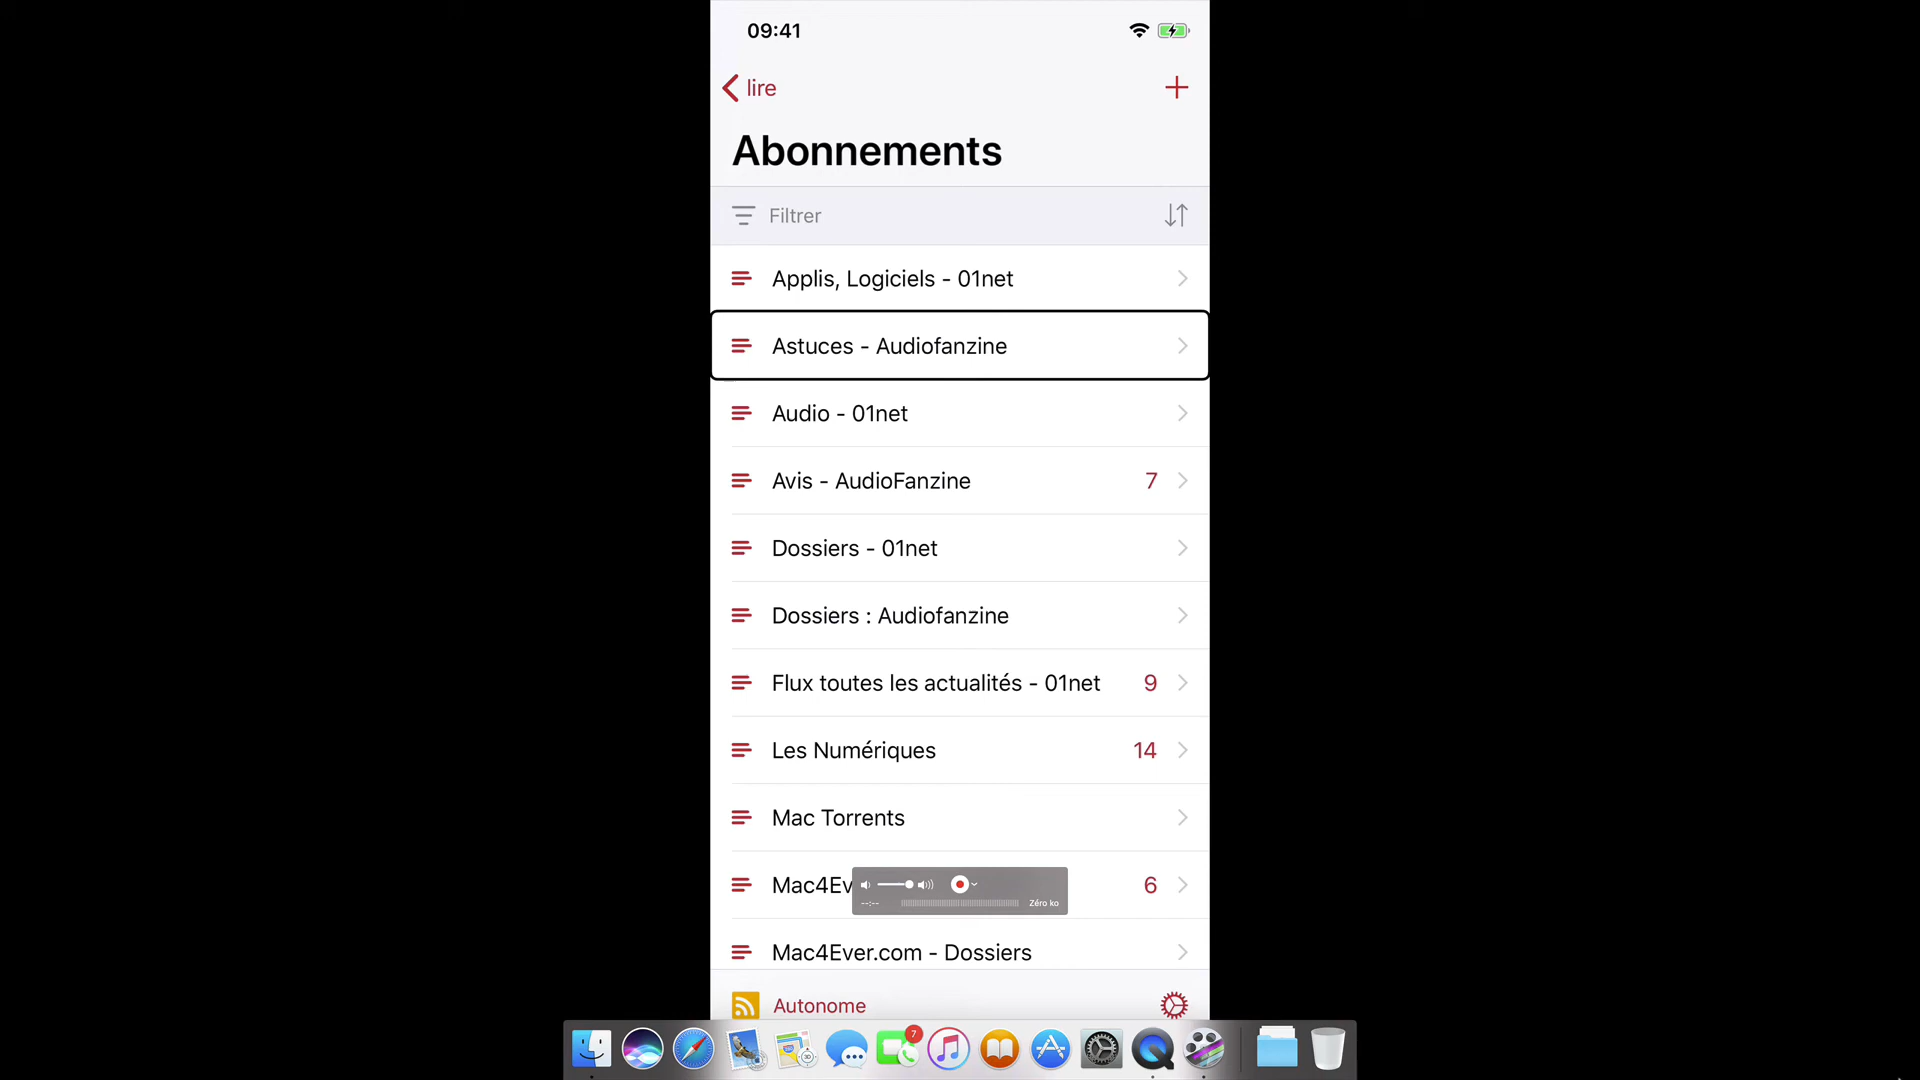 09:41
lire
Abonnements
Filtrer
Applis, Logiciels - 01net
Astuces - Audiofanzine
Audio - 01net
Avis - AudioFanzine 7
Dossiers - 01net
Dossiers : Audiofanzine
Flux toutes les actualités - 01net 9
Les Numériques 14
Mac Torrents
Mac4Ev 6
--:-- Zéro ko
Mac4Ever.com - Dossiers
Autonome
7
3D